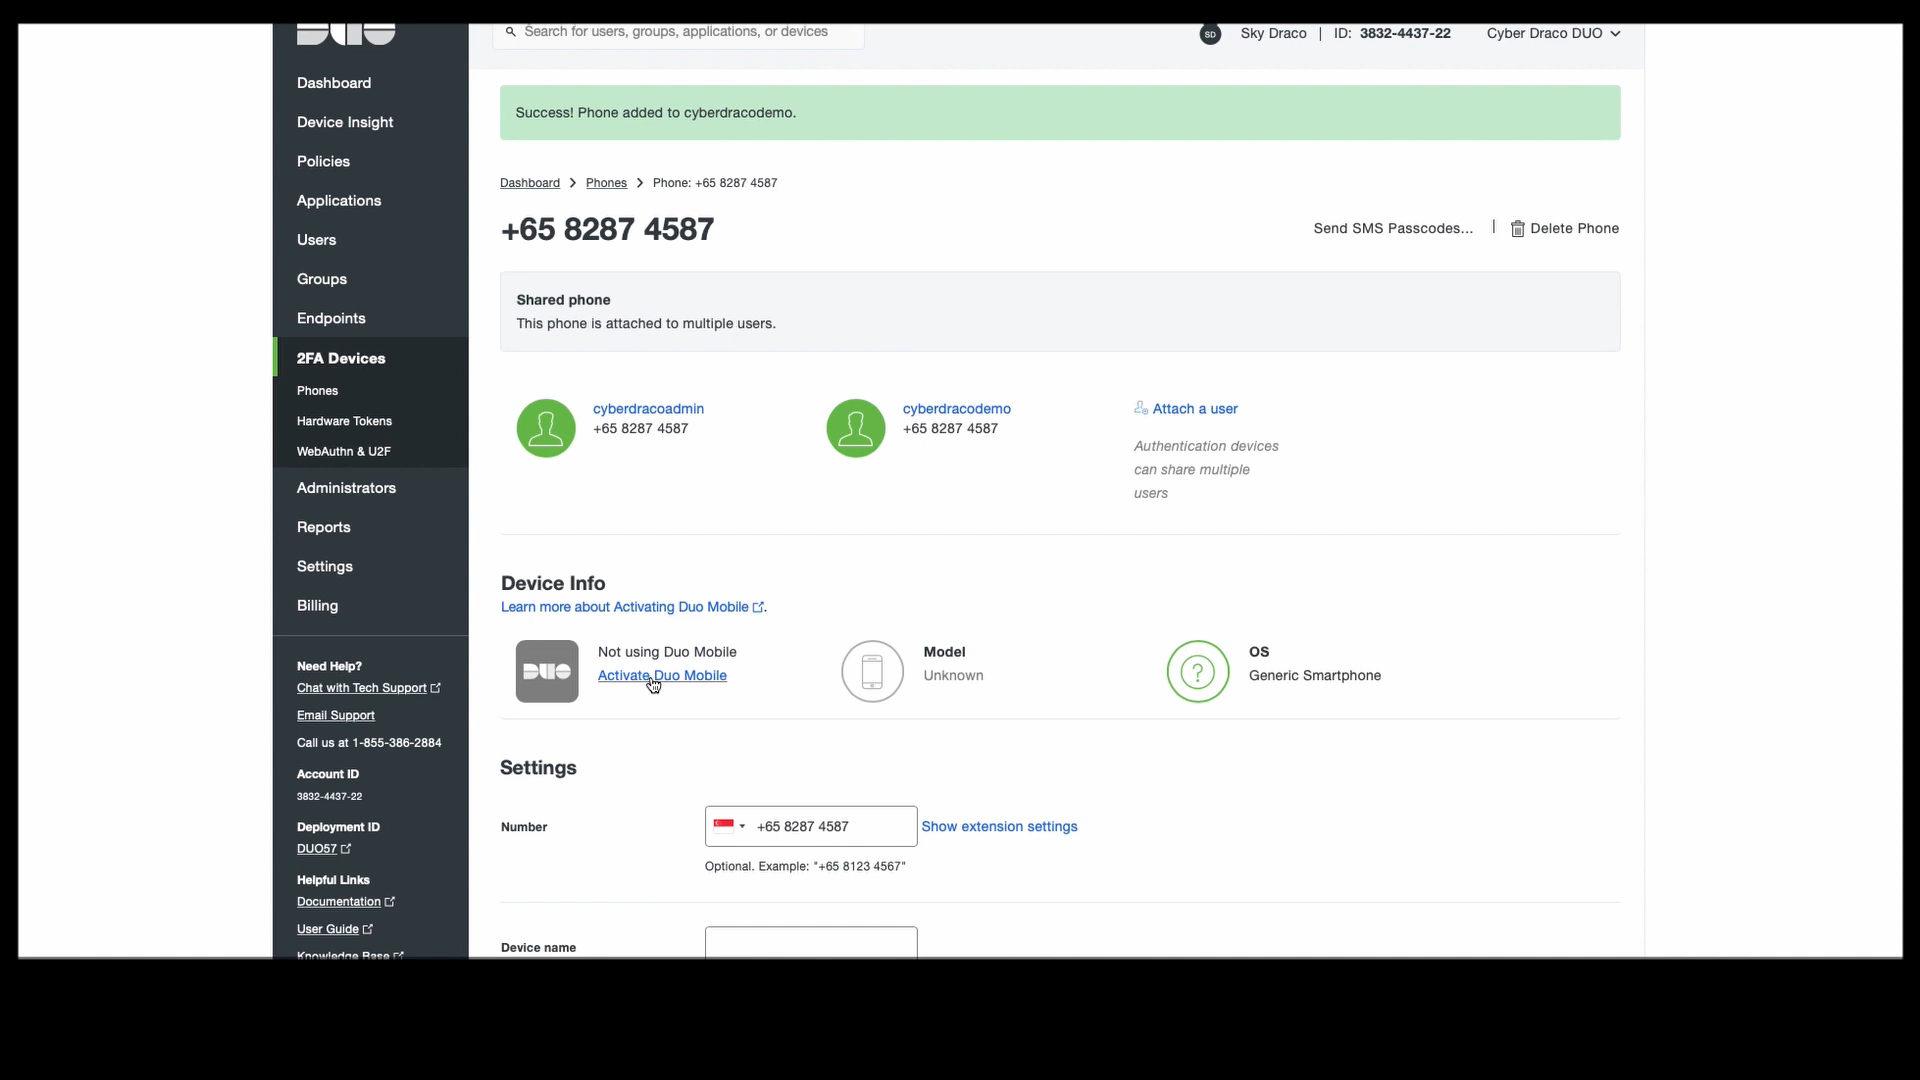 Search for users, groups, applications, or devices
SD
Sky Draco | ID: 3832-4437-22
Cyber Draco DUO
Dashboard
Device Insight
Policies
Applications
Users
Groups
Endpoints
2FA Devices
Phones
Hardware Tokens
WebAuthn & U2F
Administrators
Reports
Settings
Billing
Need Help?
Chat with Tech Support
Email Support
Call us at 1-855-386-2884
Account ID
3832-4437-22
Deployment ID
DUO57
Helpful Links
Documentation
User Guide
Knowledge Base
Success! Phone added to cyberdracodemo.
Dashboard > Phones > Phone: +65 8287 4587
+65 8287 4587
Send SMS Passcodes... | Delete Phone
Shared phone
This phone is attached to multiple users.
cyberdracoadmin
+65 8287 4587
cyberdracodemo
+65 8287 4587
Attach a user
Authentication devices
can share multiple
users
Device Info
Learn more about Activating Duo Mobile.
DUO
Not using Duo Mobile
Activate Duo Mobile
Model
Unknown
?
OS
Generic Smartphone
Settings
Number
+65 8287 4587
Show extension settings
Optional. Example: "+65 8123 4567"
Device name